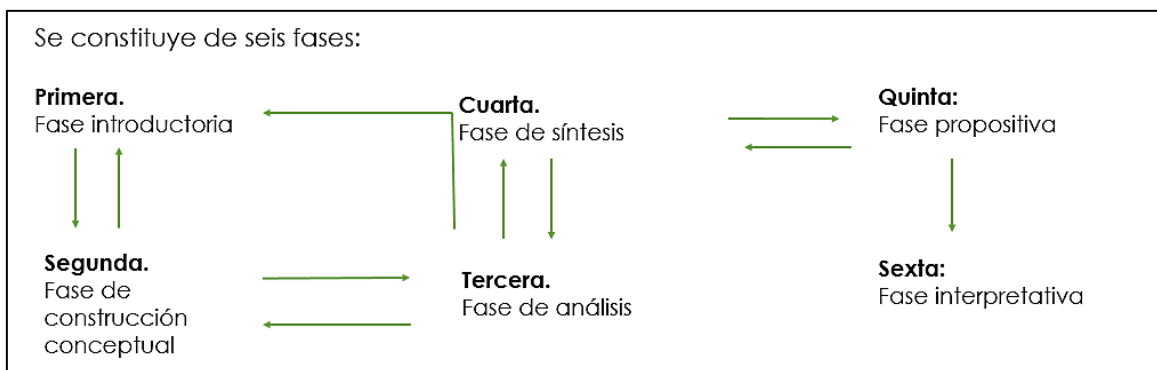 Se constituye de seis fases:
Primera.
Fase introductoria
Cuarta.
Fase de síntesis
Quinta:
Fase propositiva
Segunda.
Fase de
construcción
conceptual
Tercera.
Fase de análisis
Sexta:
Fase interpretativa